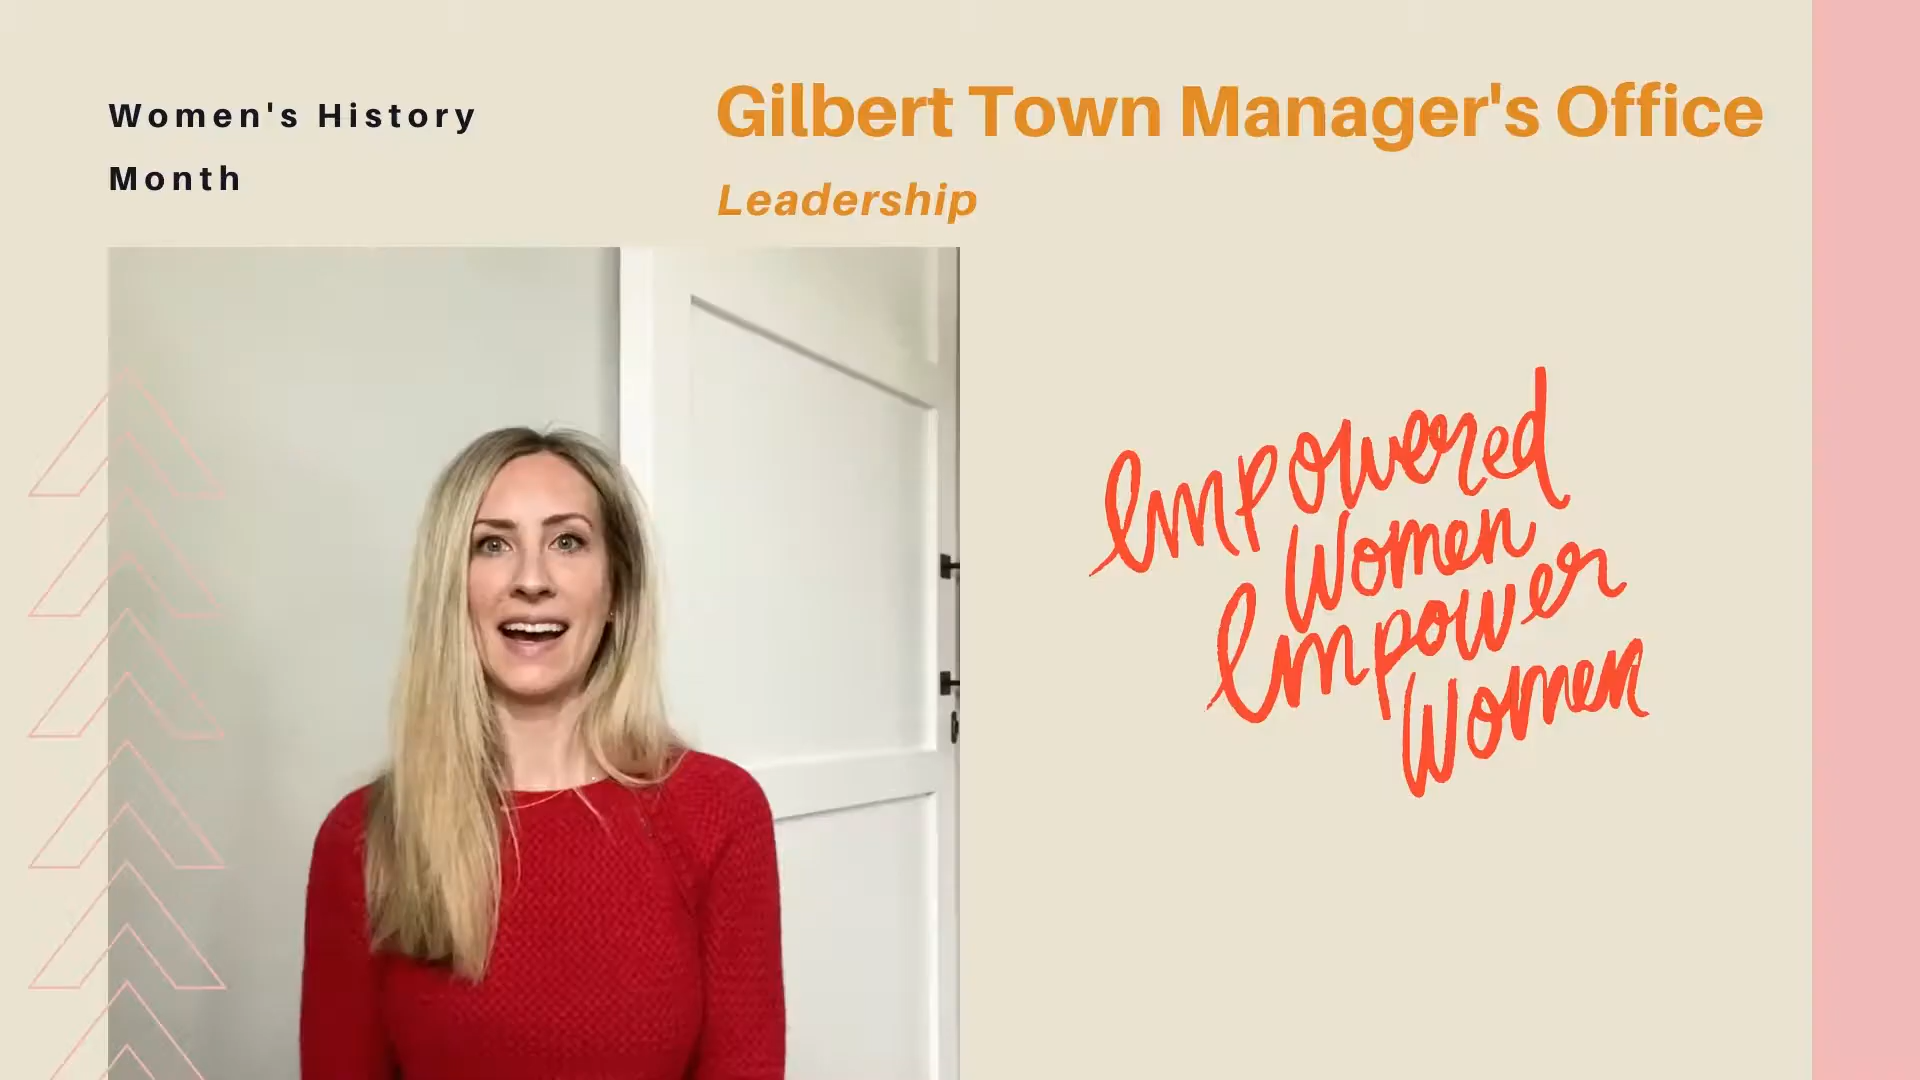 Women's History
Month
Gilbert Town Manager's Office
Leadership
Empowered
Women
Empower
Women